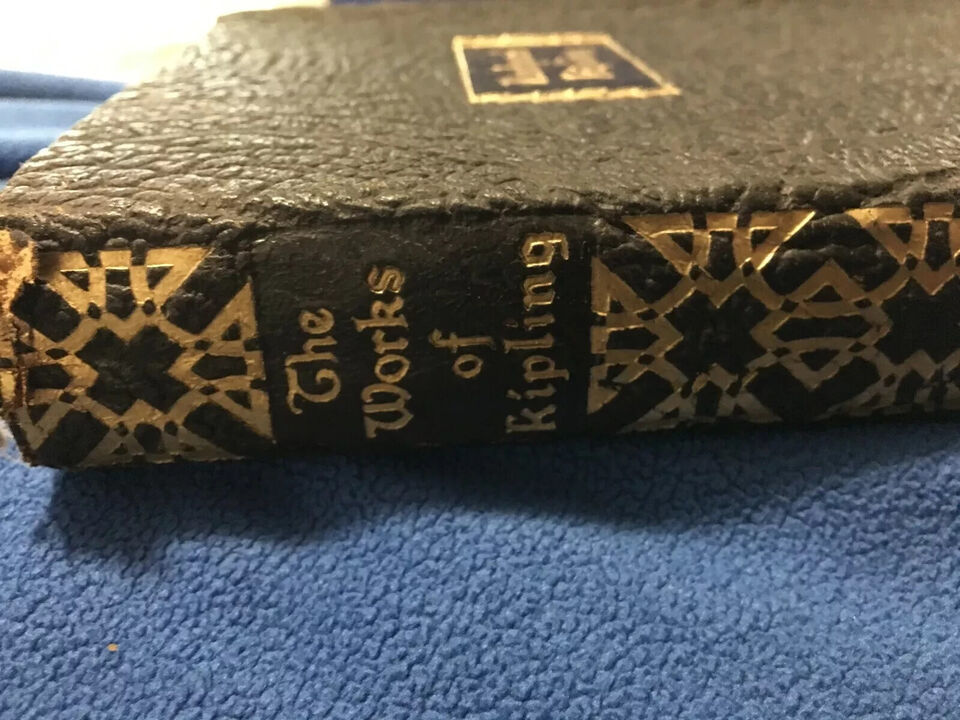 The
Works
of
Kipling